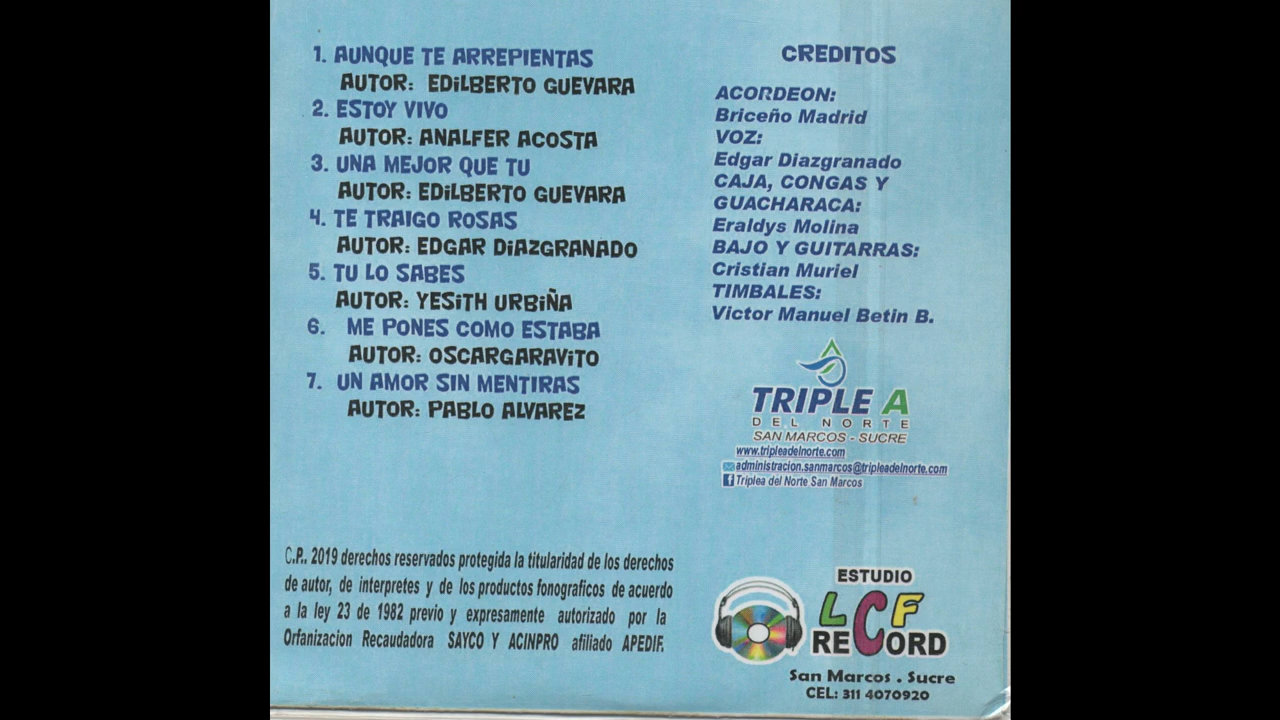 1. AUNQUE TE ARREPIENTAS
AUTOR: EDILBERTO GUEVARA
2. ESTOY VIVO
AUTOR: ANALFER ACOSTA
3. UNA MEJOR QUE TU
AUTOR: EDILBERTO GUEVARA
4. TE TRAIGO ROSAS
AUTOR: EDGAR DIAZGRANADO
5. TU LO SABES
AUTOR: YESITH URBIÑA
6. ME PONES COMO ESTABA
AUTOR: OSCARGARAVITO
7. UN AMOR SIN MENTIRAS
AUTOR: PABLO ALVAREZ
CREDITOS
ACORDEON:
Briceño Madrid
VOZ:
Edgar Diazgranado
CAJA, CONGAS Y
GUACHARACA:
Eraldys Molina
BAJO Y GUITARRAS:
Cristian Muriel
TIMBALES:
Victor Manuel Betin B.
TRIPLE A
DEL NORTE
SAN MARCOS - SUCRE
www.tripleadelnorte.com
administracion.sanmarcos@tripleadelnorte.com
Triplea del Norte San Marcos
C.P.. 2019 derechos reservados protegida la titularidad de los derechos
de autor, de interpretes y de los productos fonograficos de acuerdo
a la ley 23 de 1982 previo y expresamente autorizado por la
Orfanizacion Recaudadora SAYCO Y ACINPRO afiliado APEDIF.
ESTUDIO
LCF
RECORD
San Marcos . Sucre
CEL: 311 4070920